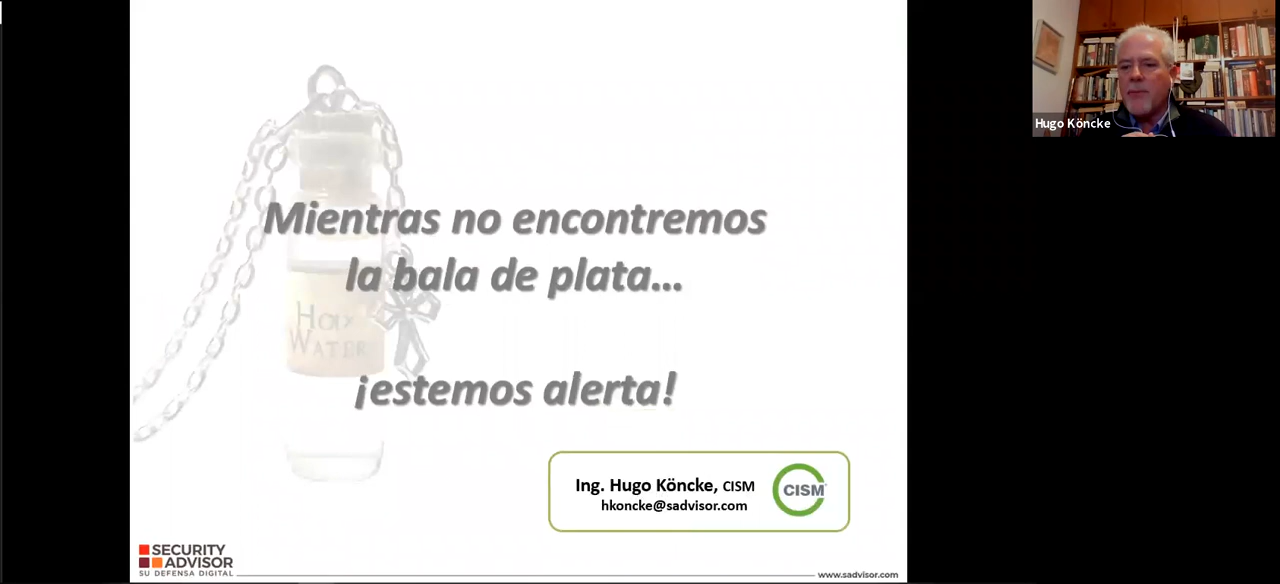 Mientras no encontremos
la bala de plata...
¡estemos alerta!
WATER
Ing. Hugo Köncke, CISM
hkoncke@sadvisor.com
CISM®
SECURITY
ADVISOR
SU DEFENSA DIGITAL
www.sadvisor.com
Hugo Köncke